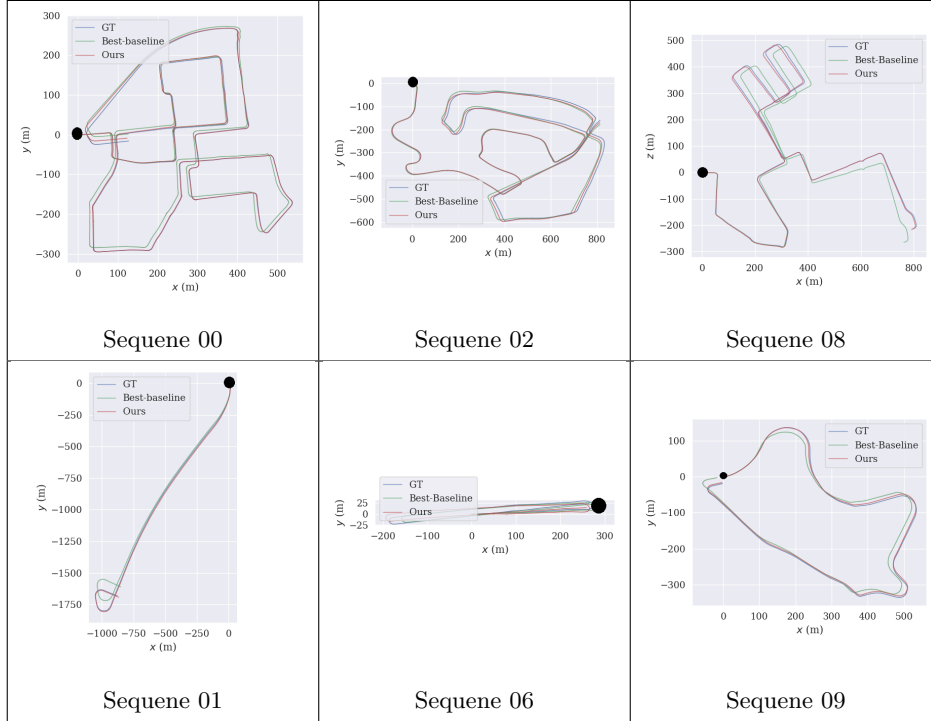 300
200
100
0
−100
−200
−300
y (m)
GT
Best-baseline
Ours
0 100 200 300 400 500
x (m)
Sequene 00
0
−100
−200
−300
−400
−500
−600
y (m)
GT
Best-Baseline
Ours
0 200 400 600 800
x (m)
Sequene 02
500
400
300
200
100
0
−100
−200
−300
z (m)
GT
Best-Baseline
Ours
0 200 400 600 800
x (m)
Sequene 08
0
−250
−500
−750
−1000
−1250
−1500
−1750
y (m)
GT
Best-baseline
Ours
−1000 −750 −500 −250 0
x (m)
Sequene 01
25
0
−25
y (m)
GT
Best-Baseline
Ours
−200 −100 0 100 200 300
x (m)
Sequene 06
100
0
−100
−200
−300
y (m)
GT
Best-Baseline
Ours
0 100 200 300 400 500
x (m)
Sequene 09